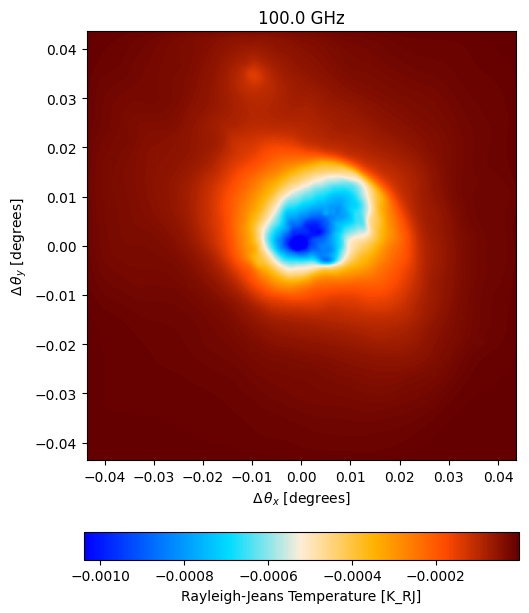 100.0 GHz
0.04
0.03
0.02
0.01
0.00
−0.01
−0.02
−0.03
−0.04
Δθy [degrees]
−0.04 −0.03 −0.02 −0.01 0.00 0.01 0.02 0.03 0.04
Δθx [degrees]
−0.0010 −0.0008 −0.0006 −0.0004 −0.0002
Rayleigh-Jeans Temperature [K_RJ]